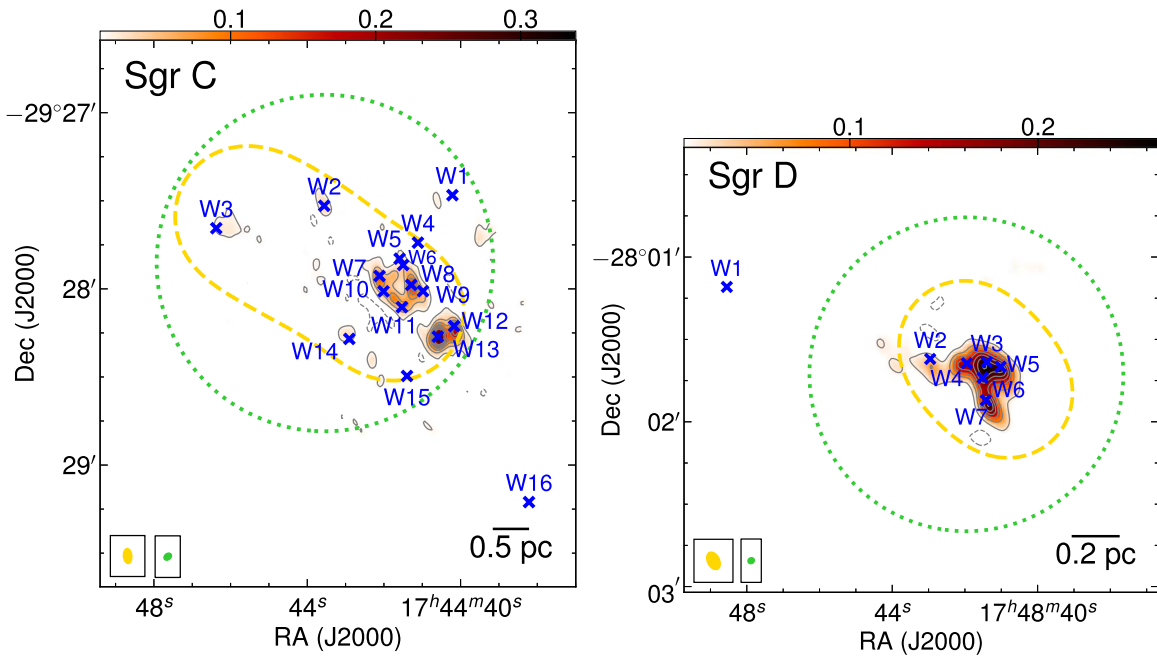 0.1 0.2 0.3
Sgr C
−29°27′
28′
29′
Dec (J2000)
W1
W2
W3
W4
W5
W6
W7
W8
W10
W9
W11
W12
W14
W13
W15
W16
0.5 pc
48s 44s 17h44m40s
RA (J2000)
0.1 0.2
Sgr D
−28°01′
02′
03′
Dec (J2000)
W1
W2
W3
W5
W4
W6
W7
0.2 pc
48s 44s 17h48m40s
RA (J2000)